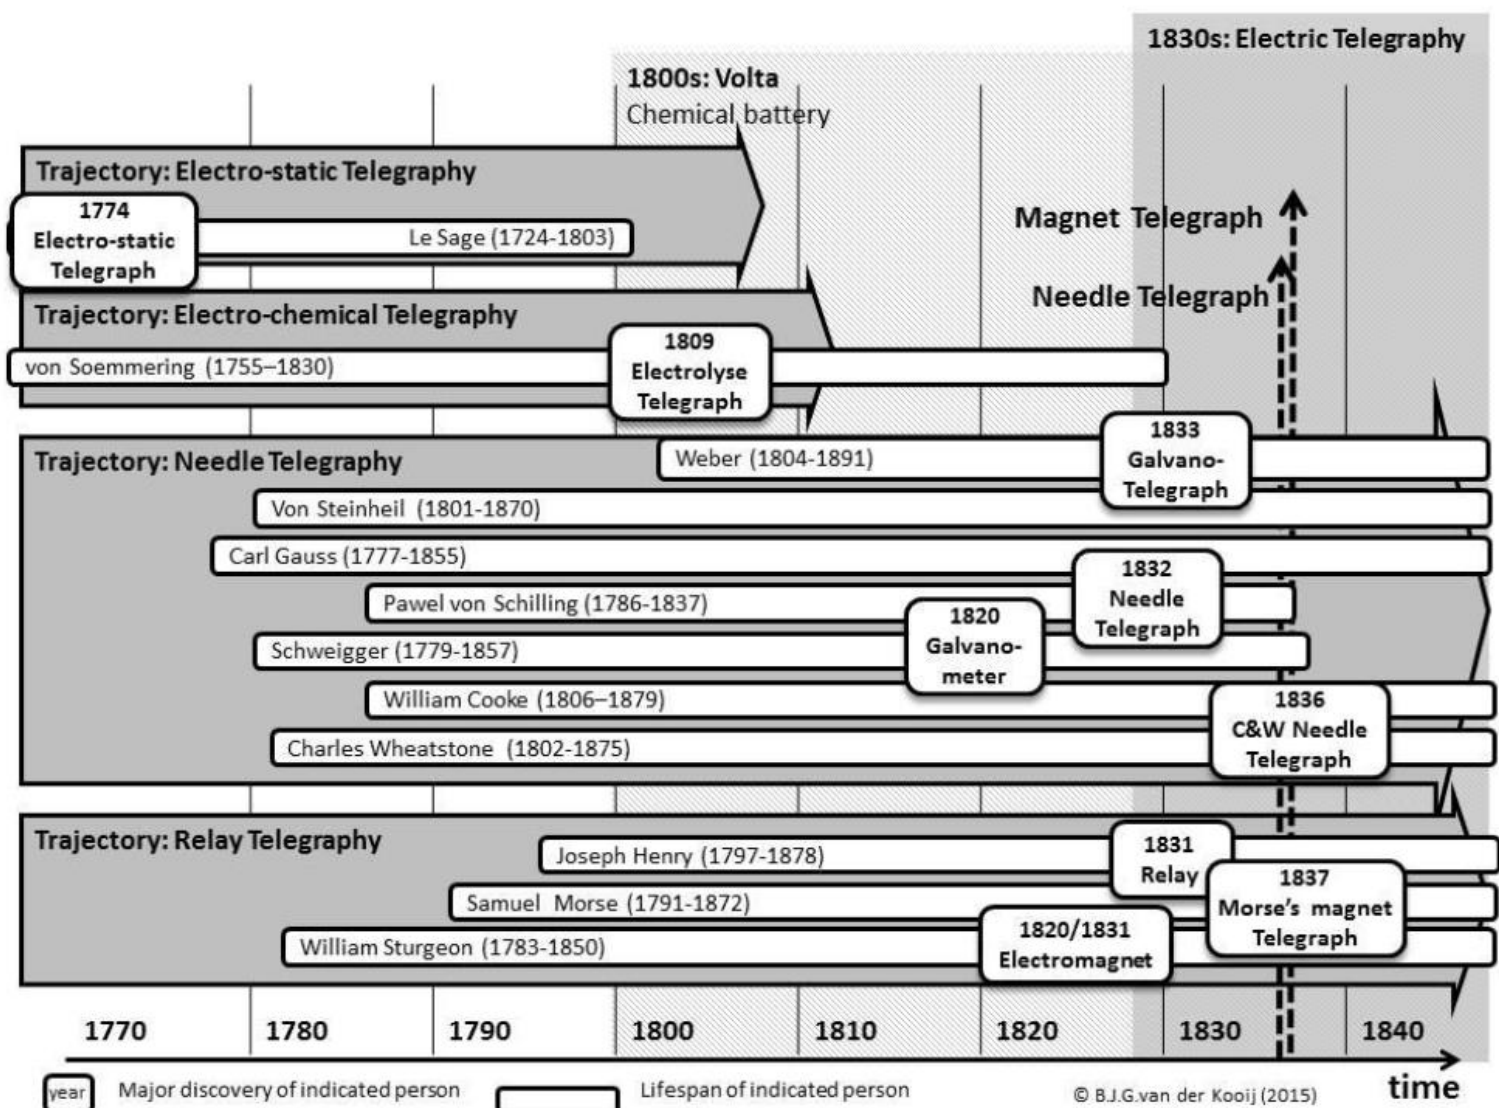 1830s: Electric Telegraphy
1800s: Volta
Chemical battery
Trajectory: Electro-static Telegraphy
1774
Electro-static
Telegraph
Le Sage (1724-1803)
Magnet Telegraph
Needle Telegraph
Trajectory: Electro-chemical Telegraphy
von Soemmering (1755–1830)
1809
Electrolyse
Telegraph
Trajectory: Needle Telegraphy
Weber (1804-1891)
1833
Galvano-
Telegraph
Von Steinheil (1801-1870)
Carl Gauss (1777-1855)
Pawel von Schilling (1786-1837)
1832
Needle
Telegraph
Schweigger (1779-1857)
1820
Galvano-
meter
William Cooke (1806–1879)
Charles Wheatstone (1802-1875)
1836
C&W Needle
Telegraph
Trajectory: Relay Telegraphy
Joseph Henry (1797-1878)
1831
Relay
Samuel Morse (1791-1872)
1837
Morse's magnet
Telegraph
William Sturgeon (1783-1850)
1820/1831
Electromagnet
1770 1780 1790 1800 1810 1820 1830 1840
time
year Major discovery of indicated person
Lifespan of indicated person
© B.J.G.van der Kooij (2015)